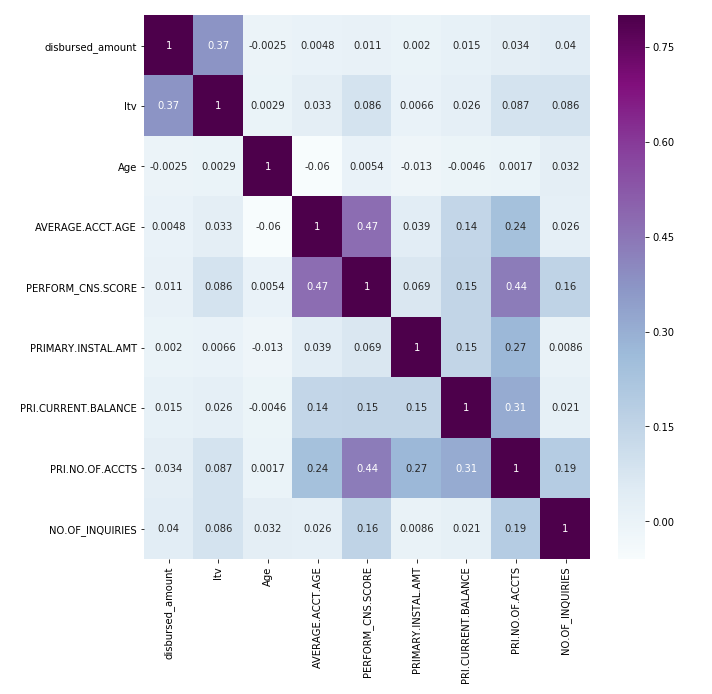 disbursed_amount 1 0.37 -0.0025 0.0048 0.011 0.002 0.015 0.034 0.04
ltv 0.37 1 0.0029 0.033 0.086 0.0066 0.026 0.087 0.086
Age -0.0025 0.0029 1 -0.06 0.0054 -0.013 -0.0046 0.0017 0.032
AVERAGE.ACCT.AGE 0.0048 0.033 -0.06 1 0.47 0.039 0.14 0.24 0.026
PERFORM_CNS.SCORE 0.011 0.086 0.0054 0.47 1 0.069 0.15 0.44 0.16
PRIMARY.INSTAL.AMT 0.002 0.0066 -0.013 0.039 0.069 1 0.15 0.27 0.0086
PRI.CURRENT.BALANCE 0.015 0.026 -0.0046 0.14 0.15 0.15 1 0.31 0.021
PRI.NO.OF.ACCTS 0.034 0.087 0.0017 0.24 0.44 0.27 0.31 1 0.19
NO.OF_INQUIRIES 0.04 0.086 0.032 0.026 0.16 0.0086 0.021 0.19 1
disbursed_amount
ltv
Age
AVERAGE.ACCT.AGE
PERFORM_CNS.SCORE
PRIMARY.INSTAL.AMT
PRI.CURRENT.BALANCE
PRI.NO.OF.ACCTS
NO.OF_INQUIRIES
0.75
0.60
0.45
0.30
0.15
0.00